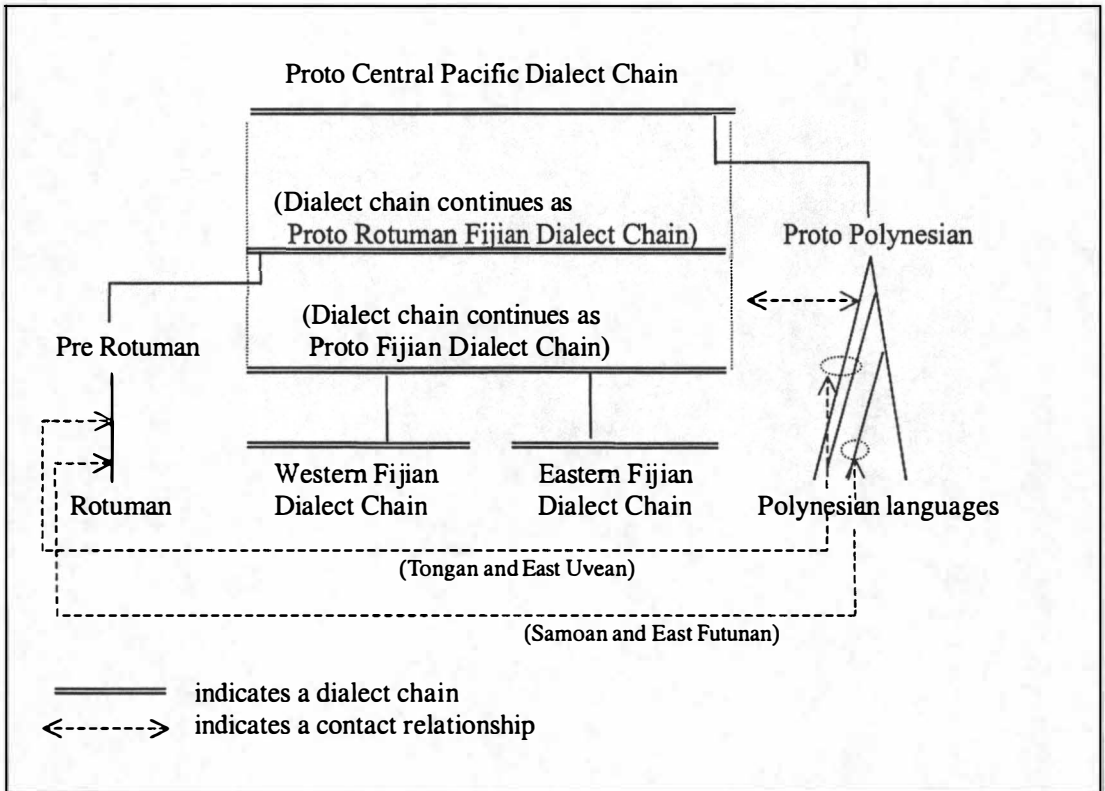 Proto Central Pacific Dialect Chain
(Dialect chain continues as
Proto Rotuman Fijian Dialect Chain)
Proto Polynesian
(Dialect chain continues as
Proto Fijian Dialect Chain)
Pre Rotuman
Western Fijian
Dialect Chain
Eastern Fijian
Dialect Chain
Rotuman
Polynesian languages
(Tongan and East Uvean)
(Samoan and East Futunan)
indicates a dialect chain
indicates a contact relationship